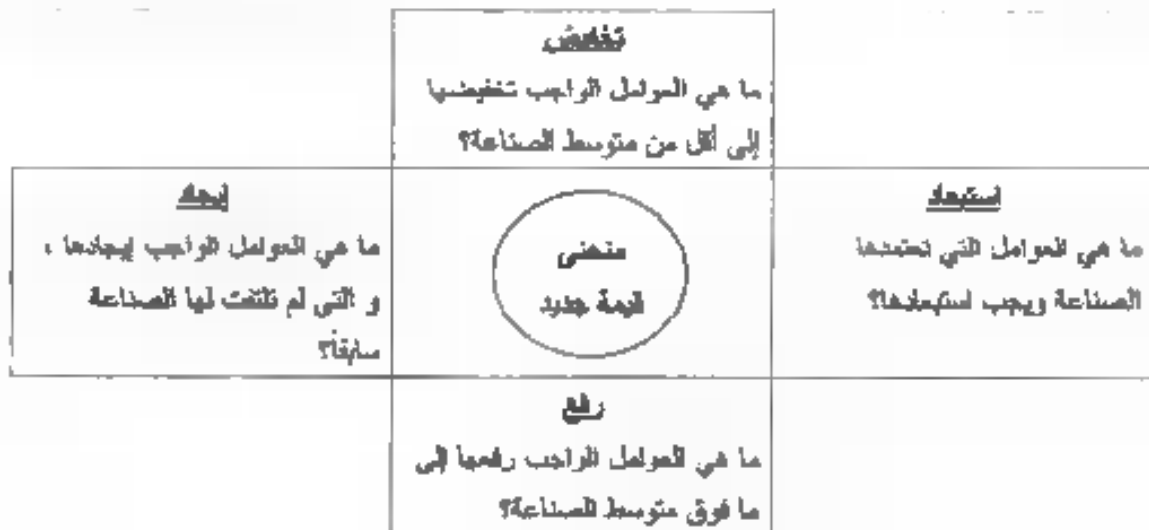 تخفيض
ما هي العوامل الواجب تخفيضها
إلى أقل من متوسط الصناعة؟
استبعاد
ما هي العوامل التي تعتمدها
الصناعة ويجب استبعادها؟
منحنى
قيمة جديد
إيجاد
ما هي العوامل الواجب إيجادها ،
و التي لم تلتفت لها الصناعة
سابقاً؟
رفع
ما هي العوامل الواجب رفعها إلى
ما فوق متوسط الصناعة؟